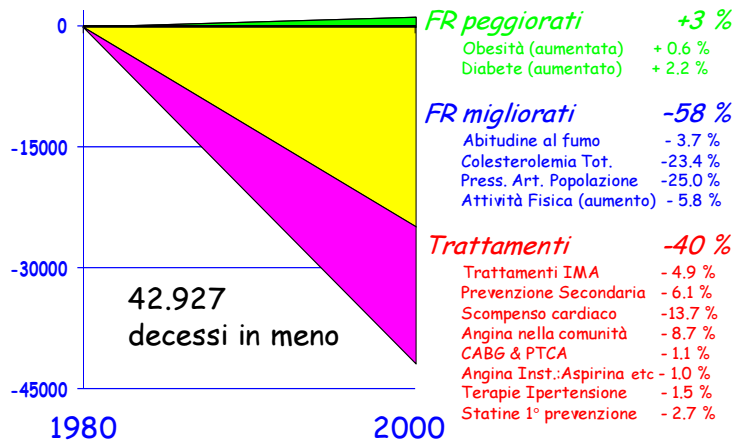 0
-15000
-30000
-45000
1980
2000
42.927
decessi in meno
FR peggiorati +3 %
Obesità (aumentata) + 0.6 %
Diabete (aumentato) + 2.2 %
FR migliorati -58 %
Abitudine al fumo - 3.7 %
Colesterolemia Tot. -23.4 %
Press. Art. Popolazione -25.0 %
Attività Fisica (aumento) - 5.8 %
Trattamenti -40 %
Trattamenti IMA - 4.9 %
Prevenzione Secondaria - 6.1 %
Scompenso cardiaco -13.7 %
Angina nella comunità - 8.7 %
CABG & PTCA - 1.1 %
Angina Inst.:Aspirina etc - 1.0 %
Terapie Ipertensione - 1.5 %
Statine 1° prevenzione - 2.7 %